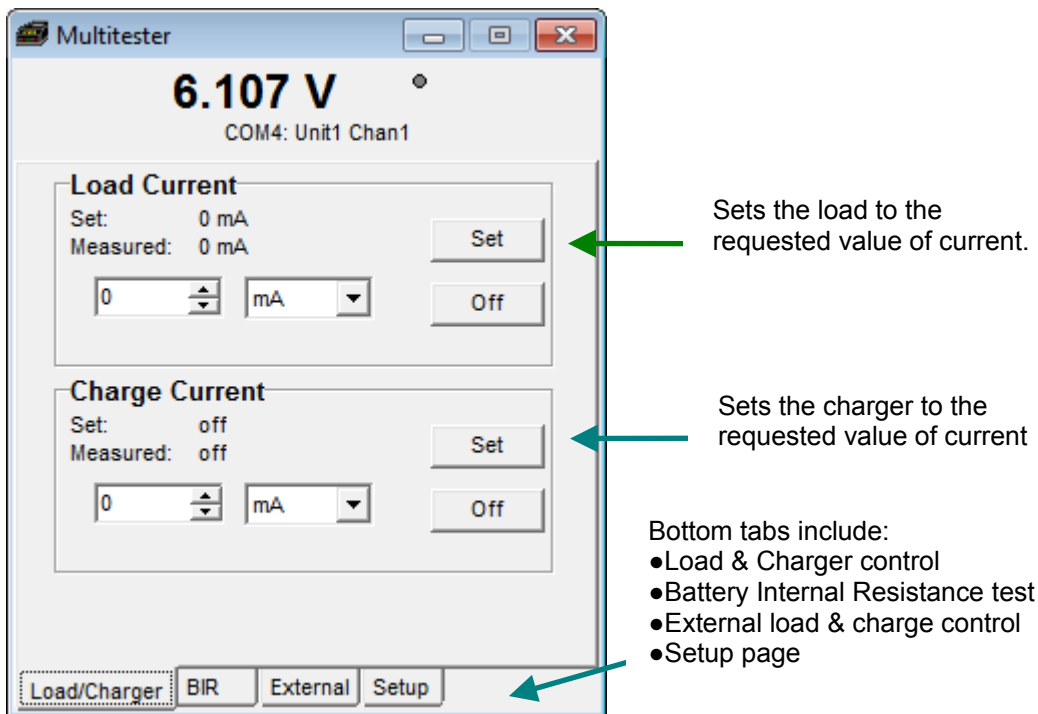 Multitester
6.107 V
COM4: Unit1 Chan1
Load Current
Set: 0 mA
Measured: 0 mA
Set
0 mA
Off
Sets the load to the
requested value of current.
Charge Current
Set: off
Measured: off
Set
0 mA
Off
Sets the charger to the
requested value of current
Bottom tabs include:
●Load & Charger control
●Battery Internal Resistance test
●External load & charge control
●Setup page
Load/Charger BIR External Setup